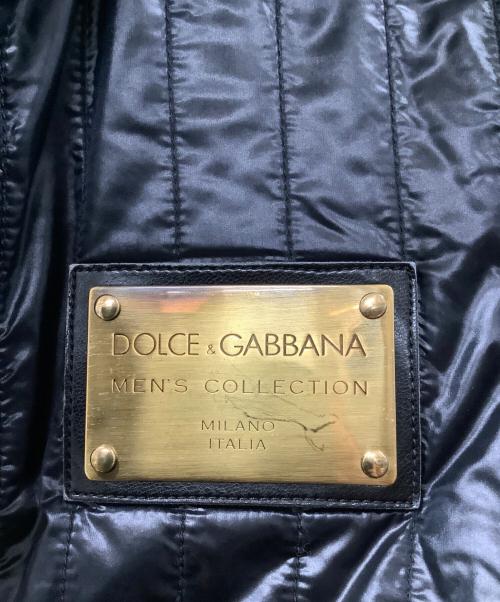 DOLCE & GABBANA
MEN'S COLLECTION
MILANO
ITALIA